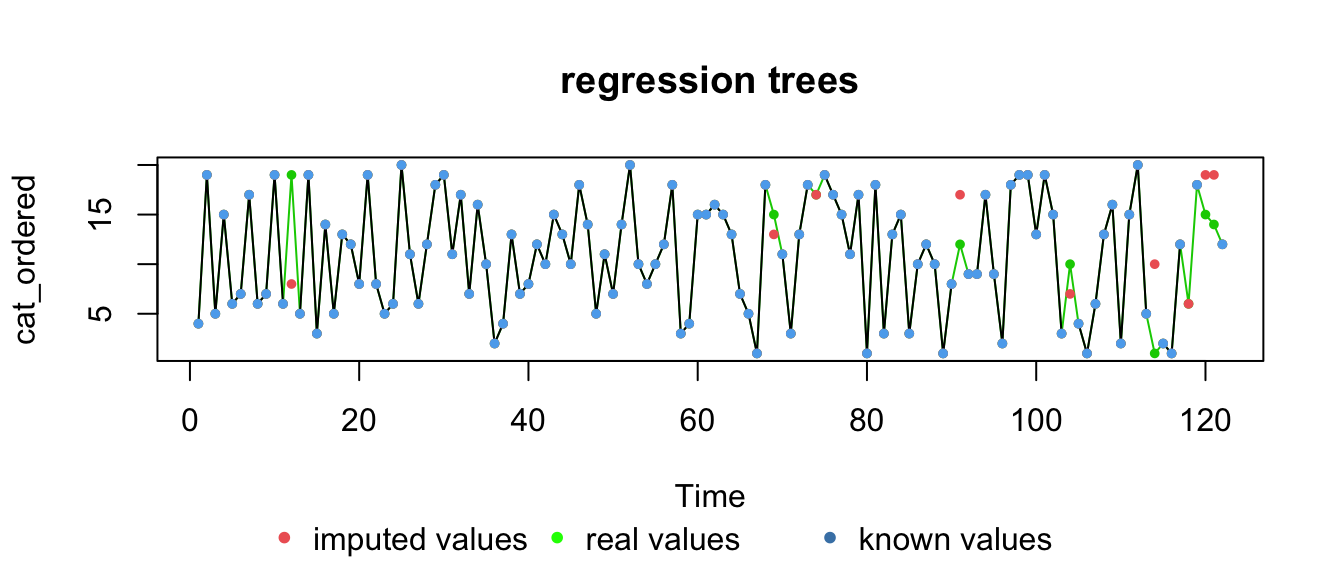 regression trees
cat_ordered
15
5
0 20 40 60 80 100 120
Time
imputed values real values known values